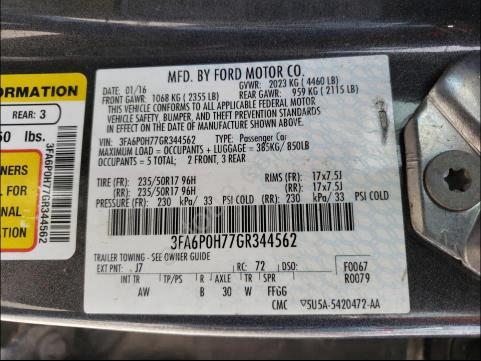 MFD. BY FORD MOTOR CO.
DATE: 01/16 GVWR: 2023 KG ( 4460 LB)
FRONT GAWR: 1068 KG ( 2355 LB) REAR GAWR: 959 KG ( 2115 LB)
THIS VEHICLE CONFORMS TO ALL APPLICABLE FEDERAL MOTOR
VEHICLE SAFETY, BUMPER, AND THEFT PREVENTION STANDARDS
IN EFFECT ON THE DATE OF MANUFACTURE SHOWN ABOVE.
VIN: 3FA6P0H77GR344562 TYPE: Passenger Car
MAXIMUM LOAD = OCCUPANTS + LUGGAGE = 385KG/850LB
OCCUPANTS = 5 TOTAL: 2 FRONT, 3 REAR
TIRE (FR): 235/50R17 96H RIMS (FR): 17x7.5J
(RR): 235/50R17 96H (RR): 17x7.5J
PRESSURE (FR): 230 kPa/ 33 PSI COLD (RR): 230 kPa/ 33 PSI COLD
3FA6P0H77GR344562
TRAILER TOWING - SEE OWNER GUIDE
EXT PNT: J7 RC: 72 DSO: F0067
INT TR TP/PS R AXLE TR SPR R0079
AW B 30 W FFGG
CMC 5U5A-5420472-AA
FORMATION
REAR: 3
50 lbs.
3FA6P0H77GR344562
NERS
L FOR
ONAL
N